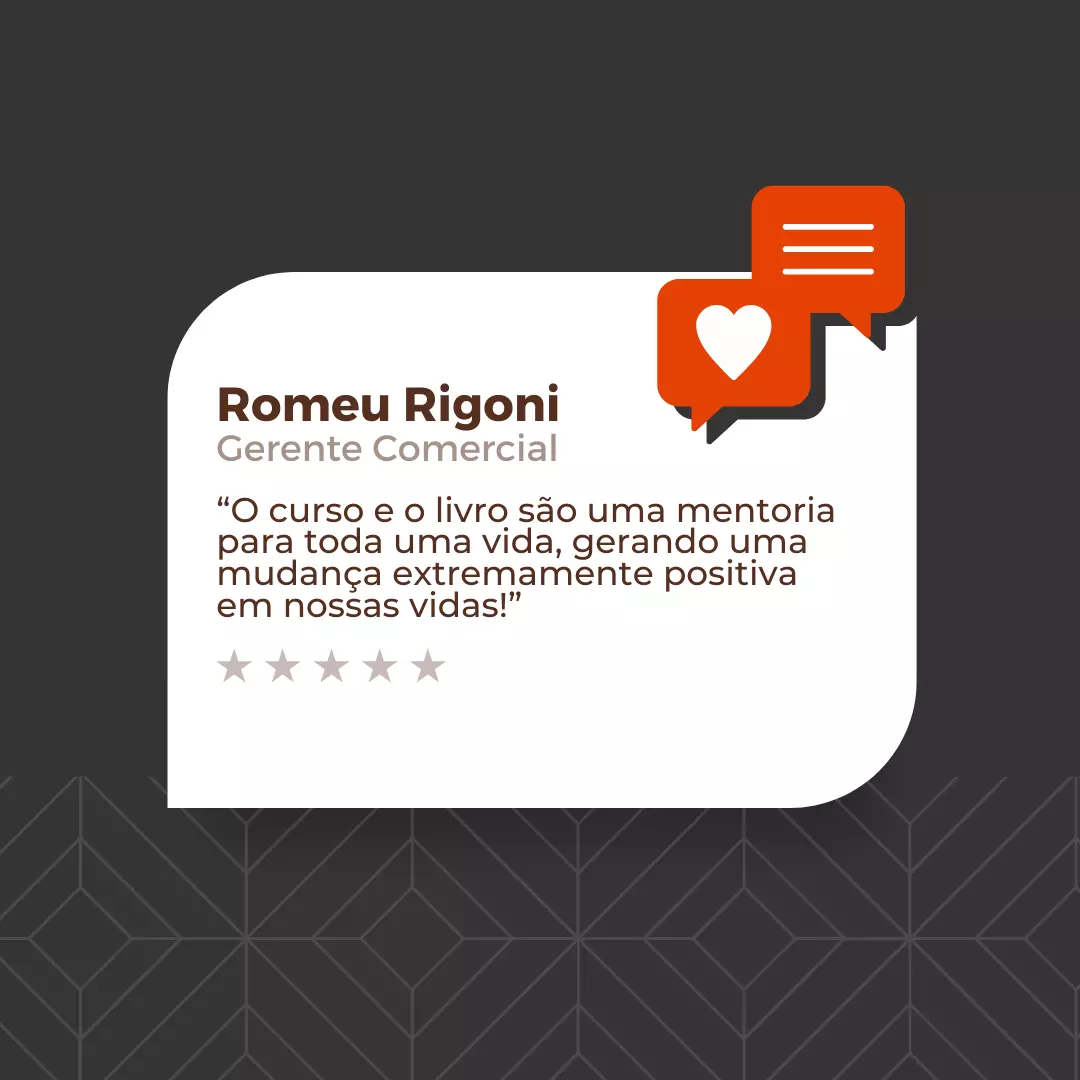 Romeu Rigoni
Gerente Comercial
“O curso e o livro são uma mentoria
para toda uma vida, gerando uma
mudança extremamente positiva
em nossas vidas!”